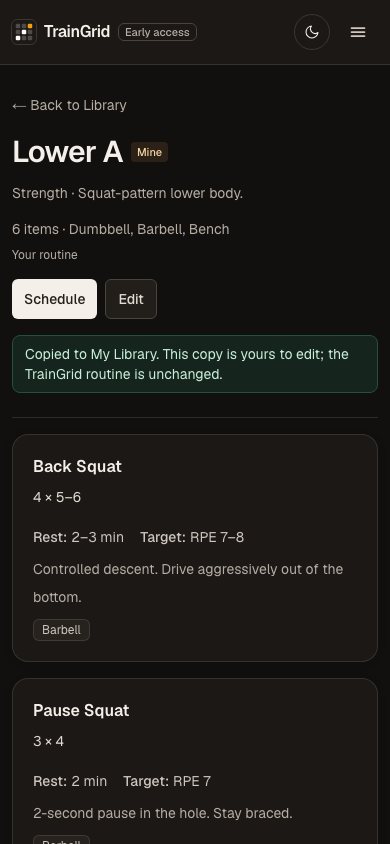 TrainGrid Early access
← Back to Library
Lower A Mine
Strength · Squat-pattern lower body.
6 items · Dumbbell, Barbell, Bench
Your routine
Schedule Edit
Copied to My Library. This copy is yours to edit; the
TrainGrid routine is unchanged.
Back Squat
4 × 5–6
Rest: 2–3 min Target: RPE 7–8
Controlled descent. Drive aggressively out of the
bottom.
Barbell
Pause Squat
3 × 4
Rest: 2 min Target: RPE 7
2-second pause in the hole. Stay braced.
Barbell